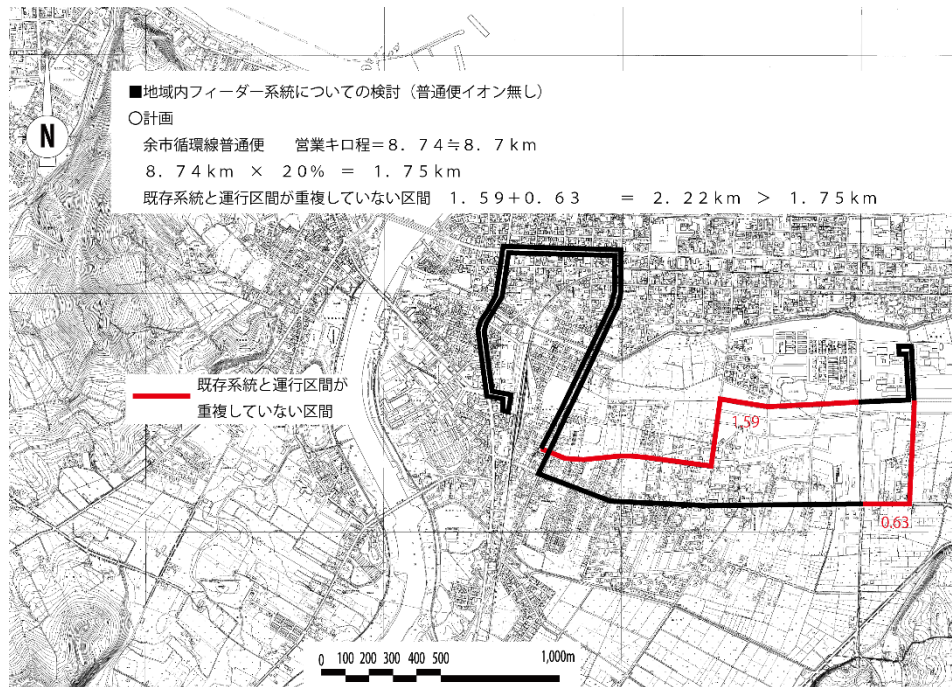 ■地域内フィーダー系統についての検討（普通便イオン無し）
○計画
余市循環線普通便　　営業キロ程＝８．７４≒８．７ｋｍ
８．７４ｋｍ　×　２０％　＝　１．７５ｋｍ
既存系統と運行区間が重複していない区間　１．５９＋０．６３　　＝　２．２２ｋｍ　＞　１．７５ｋｍ
N
既存系統と運行区間が
重複していない区間
1.59
0.63
0 100 200 300 400 500 1,000m